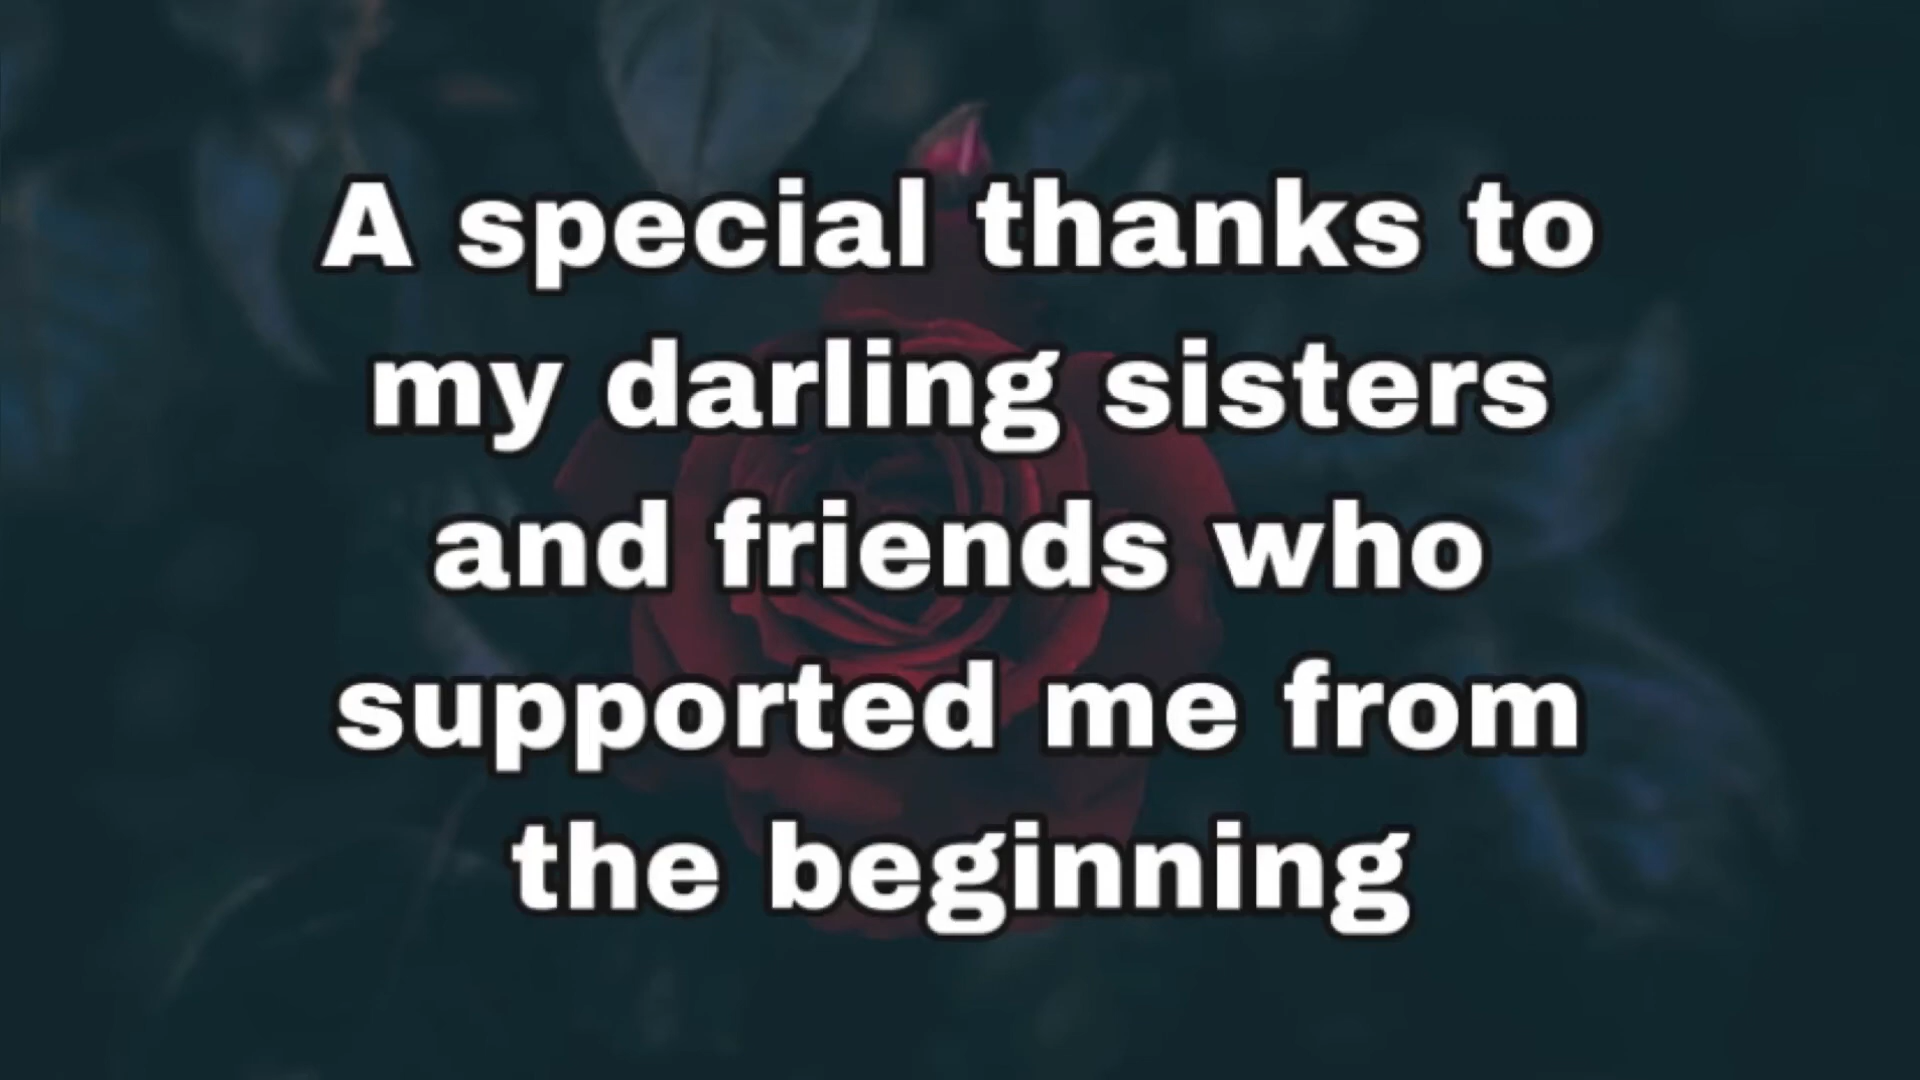 A special thanks to
my darling sisters
and friends who
supported me from
the beginning